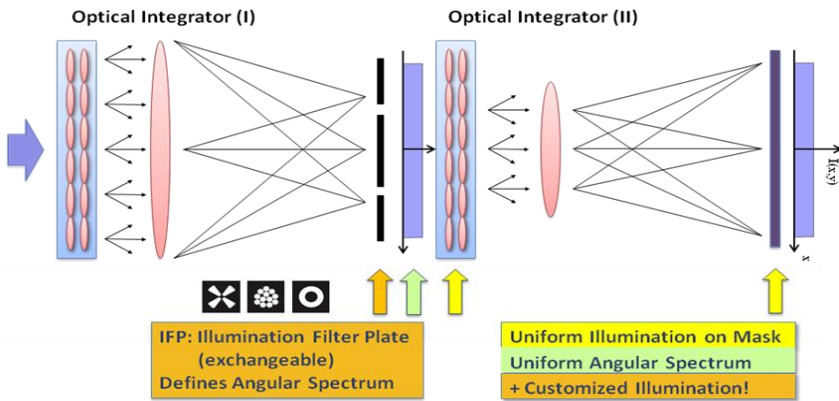 Optical Integrator (I)
Optical Integrator (II)
I(x,y)
x
IFP: Illumination Filter Plate
(exchangeable)
Defines Angular Spectrum
Uniform Illumination on Mask
Uniform Angular Spectrum
+ Customized Illumination!